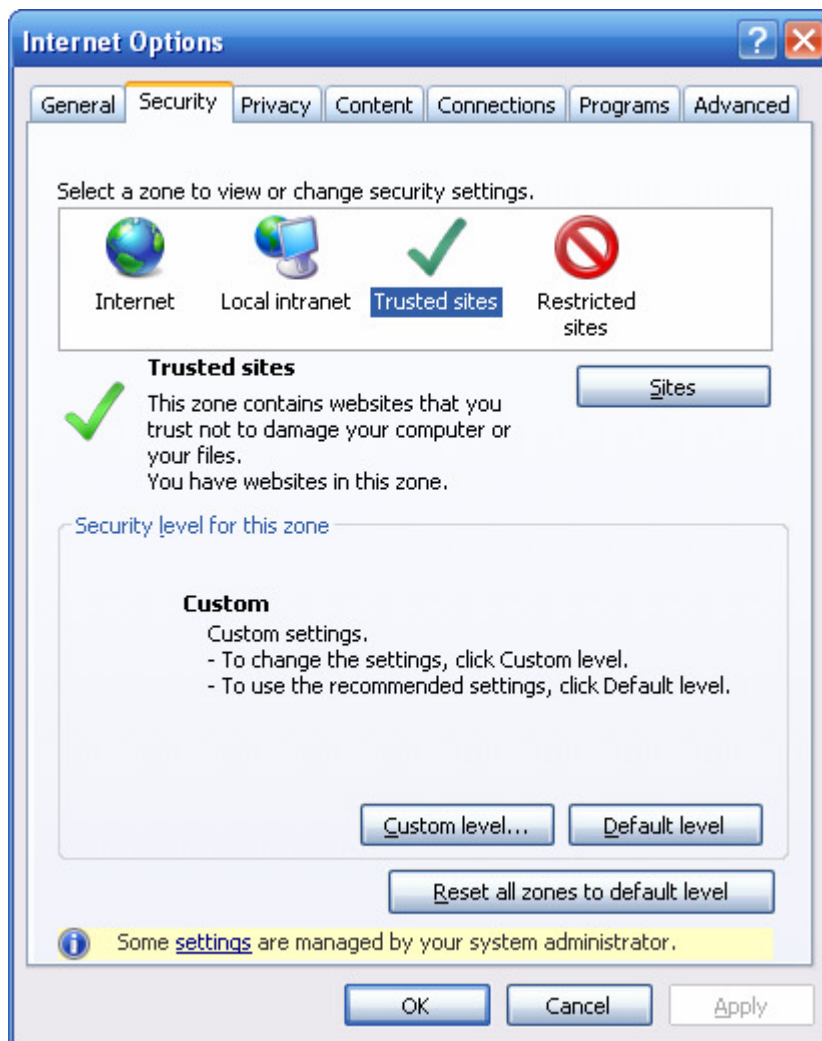 Internet Options
General Security Privacy Content Connections Programs Advanced
Select a zone to view or change security settings.
Internet Local intranet Trusted sites Restricted sites
Trusted sites
Sites
This zone contains websites that you
trust not to damage your computer or
your files.
You have websites in this zone.
Security level for this zone
Custom
Custom settings.
- To change the settings, click Custom level.
- To use the recommended settings, click Default level.
Custom level... Default level
Reset all zones to default level
Some settings are managed by your system administrator.
OK Cancel Apply